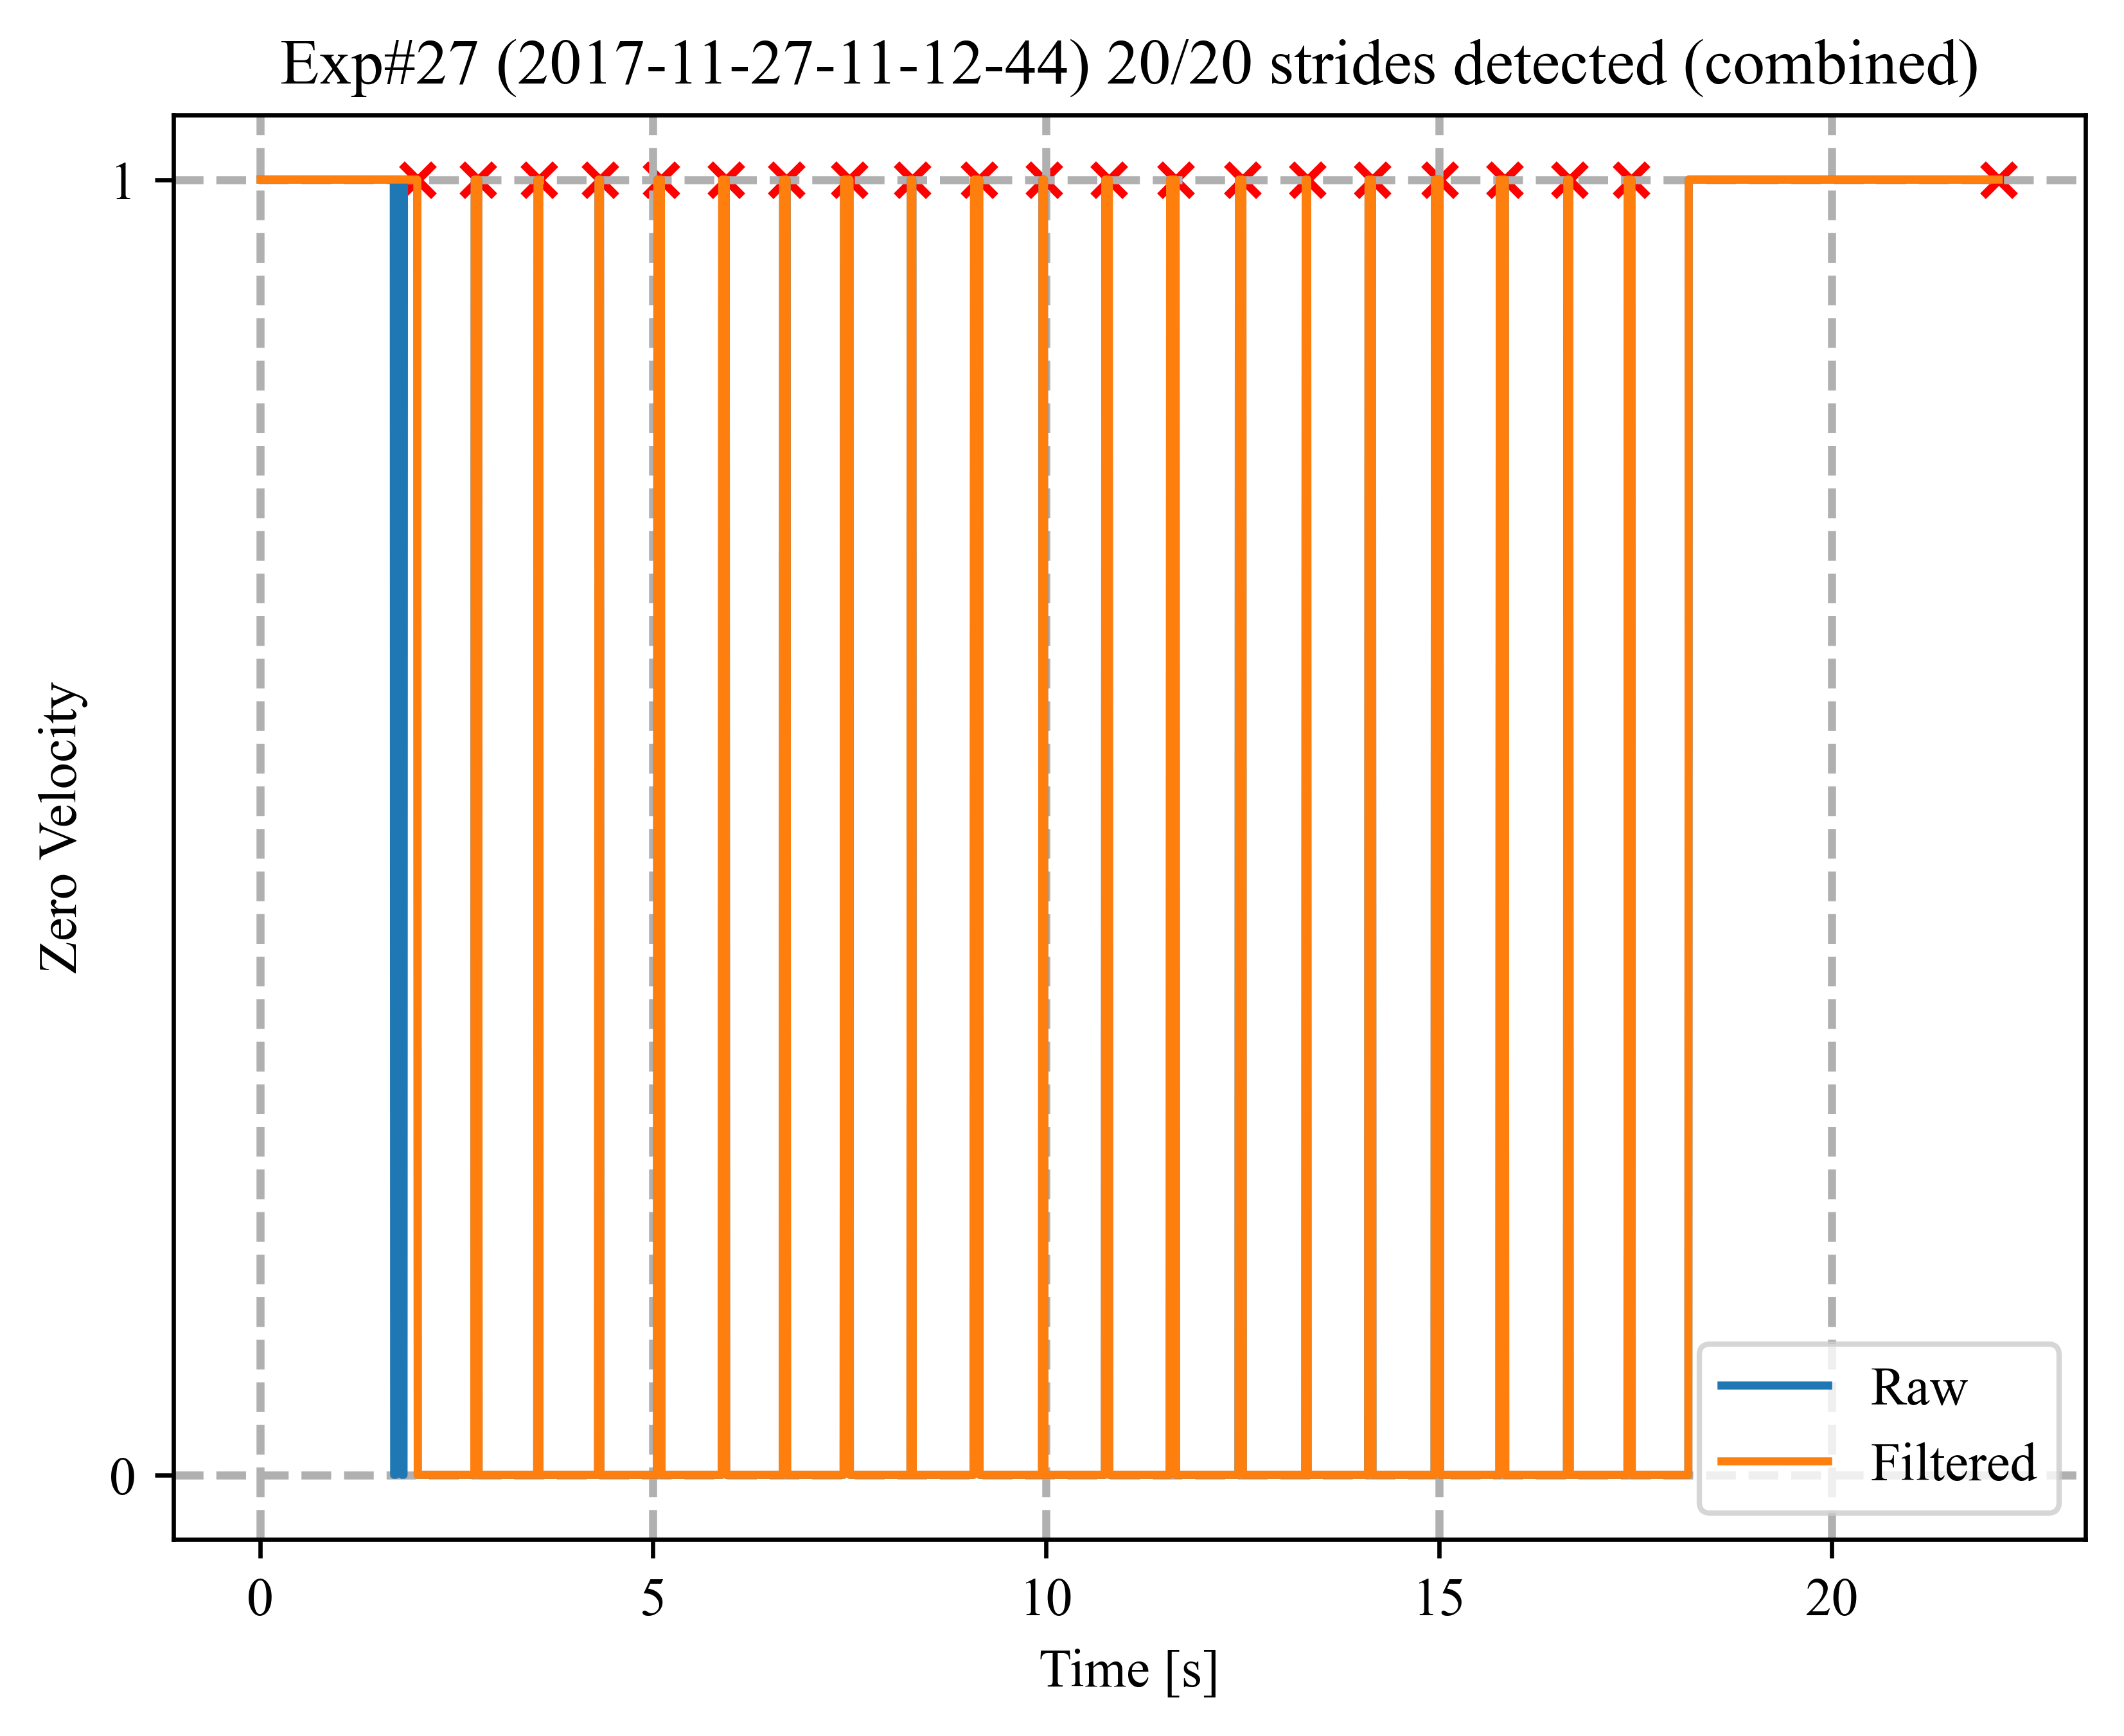 Exp#27 (2017-11-27-11-12-44) 20/20 strides detected (combined)
1
Zero Velocity
0
Raw
Filtered
0 5 10 15 20
Time [s]